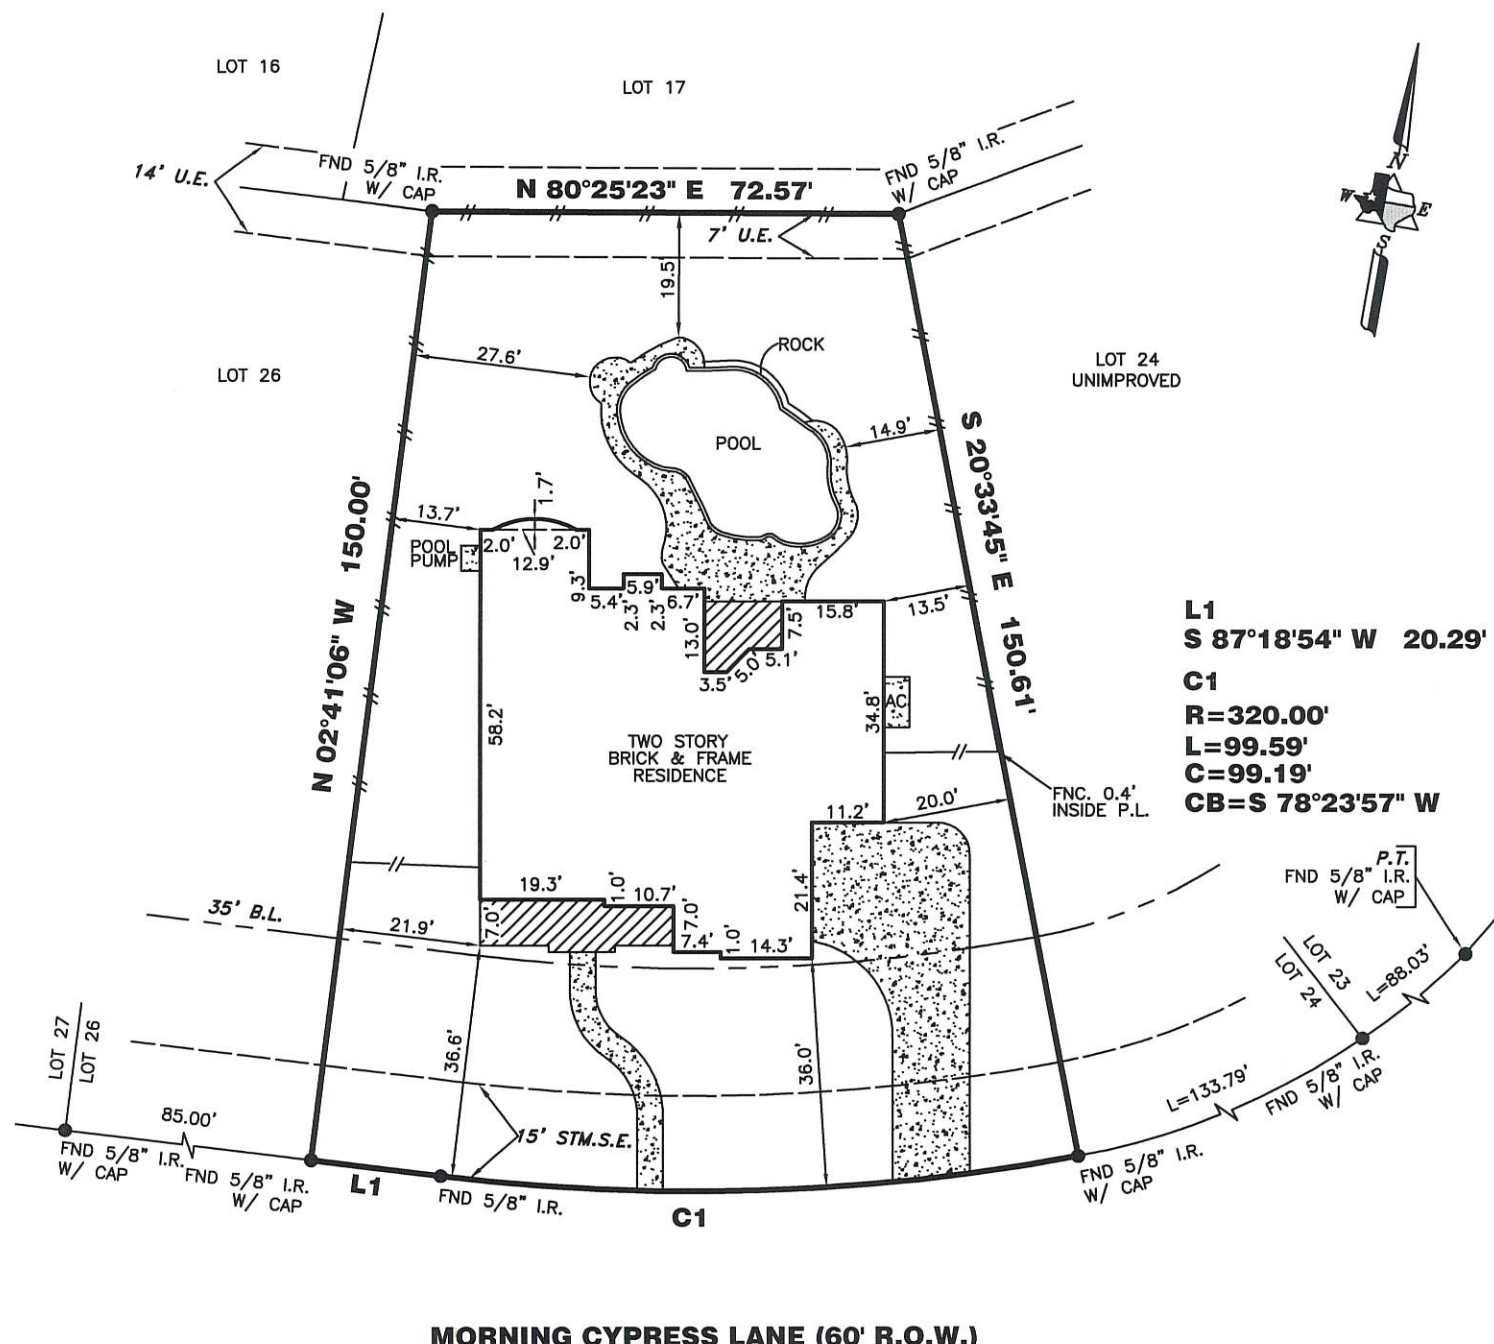 LOT 16
LOT 17
14' U.E.
FND 5/8" I.R.
W/ CAP
N 80°25'23" E 72.57'
FND 5/8" I.R.
W/ CAP
N
W
E
S
7' U.E.
19.5'
27.6'
ROCK
LOT 26
LOT 24
UNIMPROVED
POOL
14.9'
S 20°33'45" E 150.61'
N 02°41'06" W 150.00'
13.7'
1.7'
POOL
PUMP
2.0'
2.0'
12.9'
9.3'
5.4'
5.9'
2.3'
2.3'
6.7'
13.0'
7.5'
15.8'
13.5'
3.5'
5.0'
5.1'
L1
S 87°18'54" W 20.29'
C1
R=320.00'
L=99.59'
C=99.19'
CB=S 78°23'57" W
58.2'
TWO STORY
BRICK & FRAME
RESIDENCE
34.8'
AC
FNC. 0.4'
INSIDE P.L.
11.2'
20.0'
21.4'
19.3'
1.0'
10.7'
7.0'
7.0'
7.4'
1.0'
14.3'
35' B.L.
21.9'
P.T.
FND 5/8" I.R.
W/ CAP
LOT 23
LOT 24
L=88.03'
36.6'
36.0'
LOT 27
LOT 26
85.00'
15' STM.S.E.
L=133.79'
FND 5/8" I.R.
W/ CAP
FND 5/8" I.R.
W/ CAP
FND 5/8" I.R.
W/ CAP
L1
FND 5/8" I.R.
C1
FND 5/8" I.R.
W/ CAP
MORNING CYPRESS LANE (60' R.O.W.)